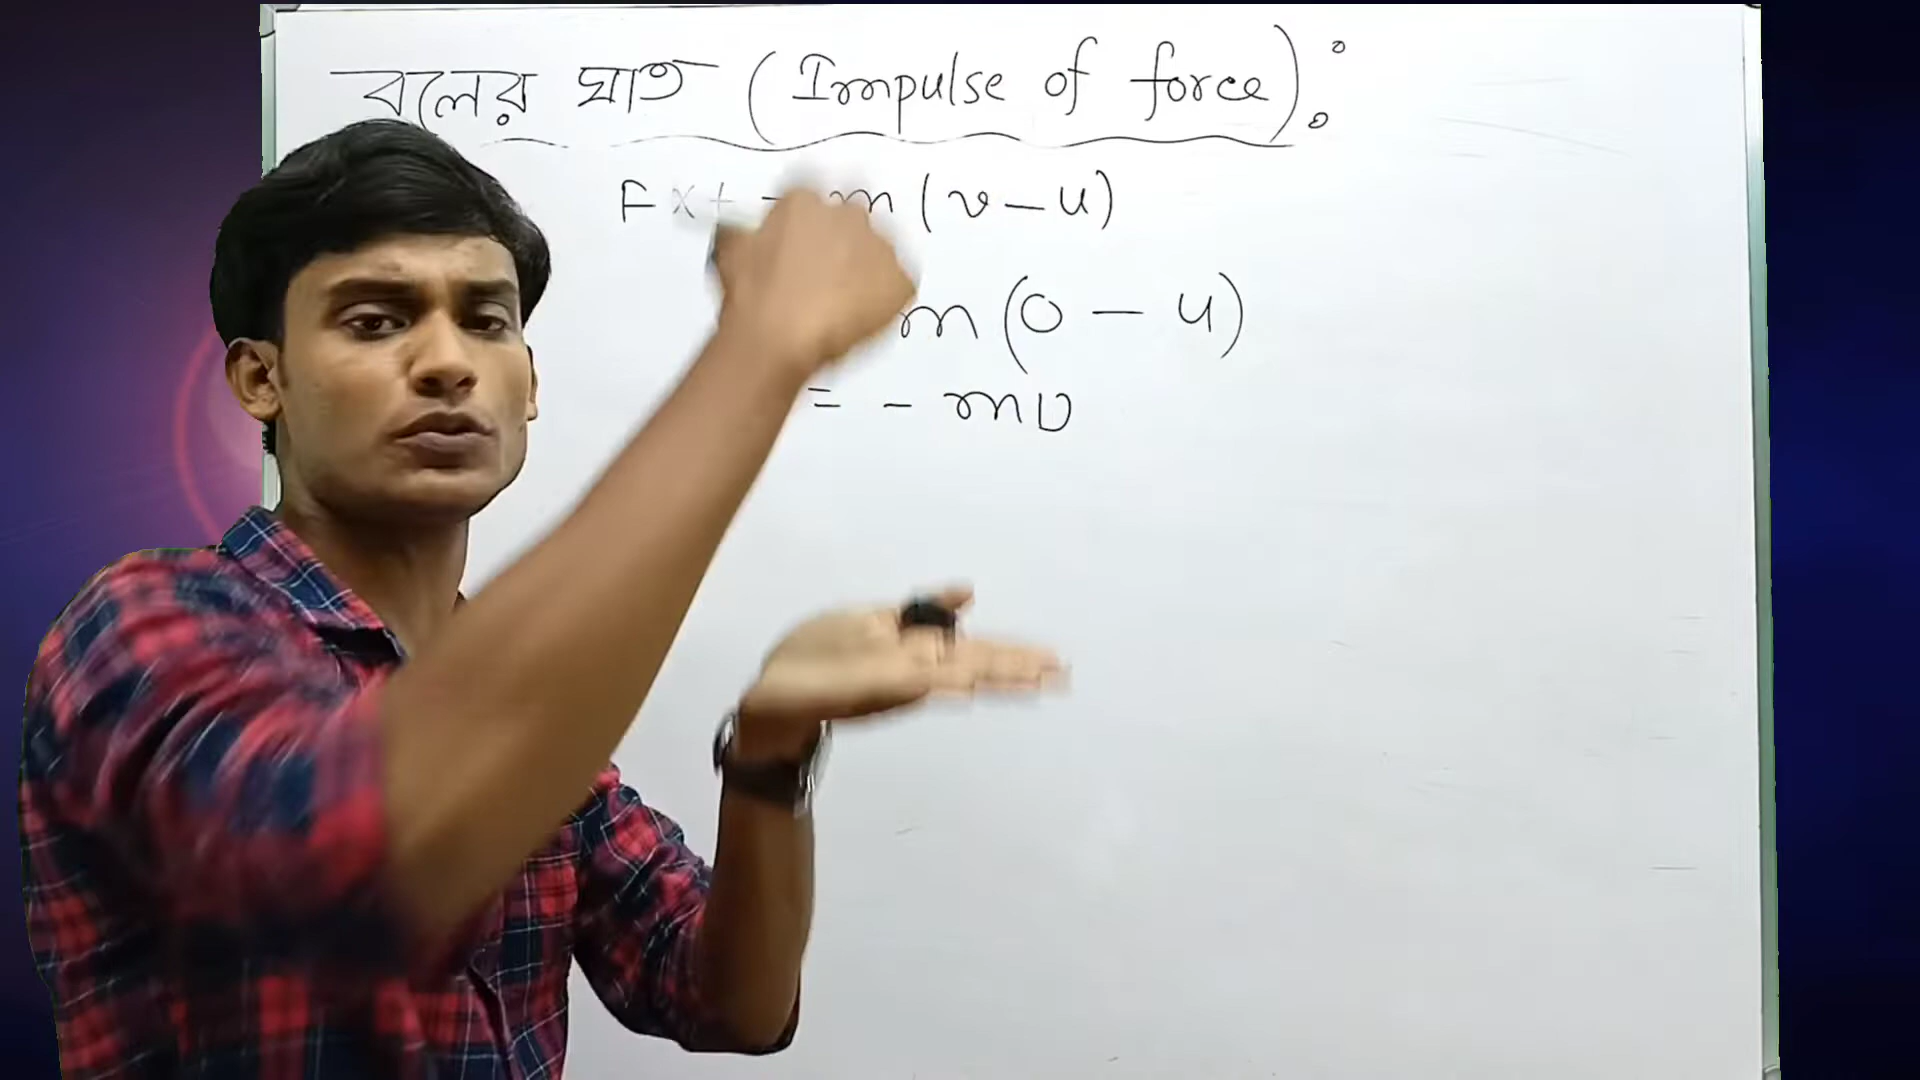 বলের ঘাত (Impulse of force):
F x t = m (v - u)
m (0 - u)
= - mu